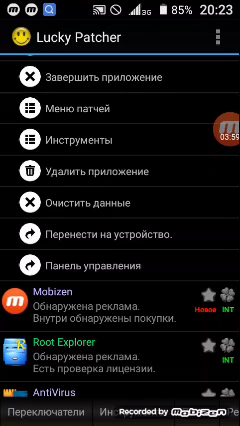 85% 20:23
3G
Lucky Patcher
Завершить приложение
Меню патчей
Инструменты
03:59
Удалить приложение
Очистить данные
Перенести на устройство.
Панель управления
Mobizen
Обнаружена реклама.
Внутри обнаружены покупки.
Новое INT
Root Explorer
Обнаружена реклама.
Есть проверка лицензии.
INT
AntiVirus
Переключатели
Recorded by Mobizen